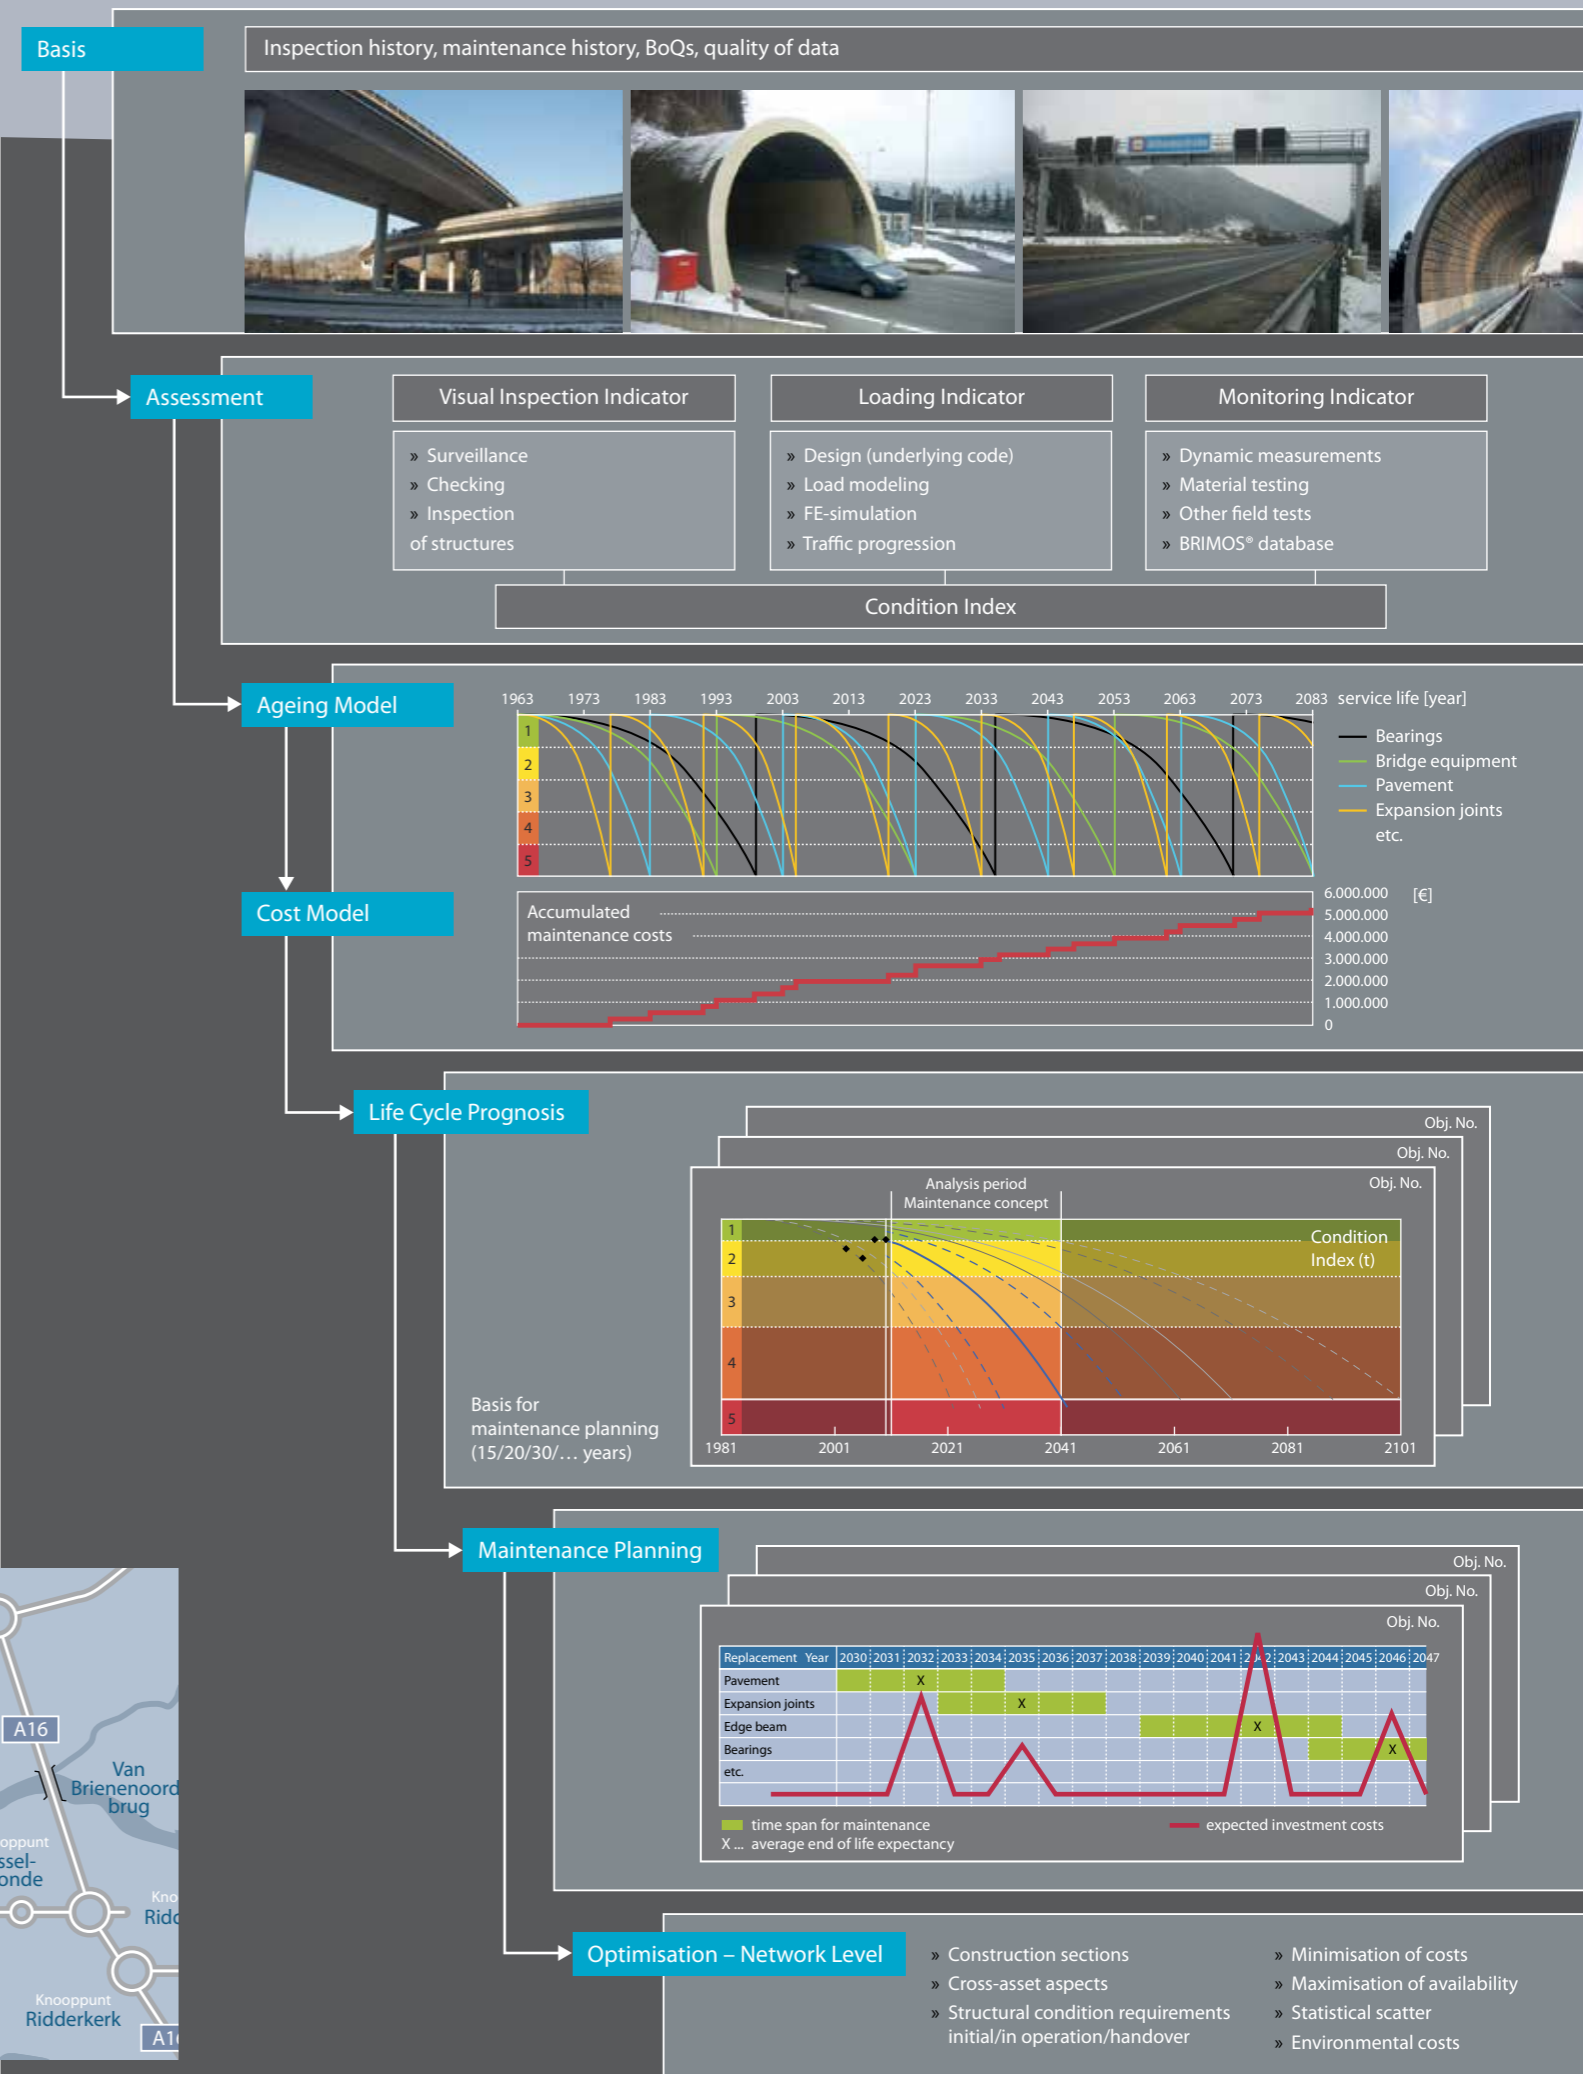 Basis
Inspection history, maintenance history, BoQs, quality of data
Assessment
Visual Inspection Indicator
» Surveillance
» Checking
» Inspection
of structures
Loading Indicator
» Design (underlying code)
» Load modeling
» FE-simulation
» Traffic progression
Monitoring Indicator
» Dynamic measurements
» Material testing
» Other field tests
» BRIMOS® database
Condition Index
Ageing Model
1963 1973 1983 1993 2003 2013 2023 2033 2043 2053 2063 2073 2083 service life [year]
1
2
3
4
5
Bearings
Bridge equipment
Pavement
Expansion joints
etc.
Cost Model
Accumulated
maintenance costs
6.000.000 [€]
5.000.000
4.000.000
3.000.000
2.000.000
1.000.000
0
Life Cycle Prognosis
Obj. No.
Obj. No.
Obj. No.
Analysis period
Maintenance concept
Condition
Index (t)
1
2
3
4
5
1981 2001 2021 2041 2061 2081 2101
Basis for
maintenance planning
(15/20/30/… years)
Maintenance Planning
Obj. No.
Obj. No.
Obj. No.
Replacement Year 2030 2031 2032 2033 2034 2035 2036 2037 2038 2039 2040 2041 2042 2043 2044 2045 2046 2047
Pavement X
Expansion joints X
Edge beam X
Bearings X
etc.
time span for maintenance
X ... average end of life expectancy
expected investment costs
A16
Van
Brienenoord
brug
oppunt
ssel-
onde
Kno
Ridd
Knooppunt
Ridderkerk
A16
Optimisation – Network Level
» Construction sections
» Cross-asset aspects
» Structural condition requirements
initial/in operation/handover
» Minimisation of costs
» Maximisation of availability
» Statistical scatter
» Environmental costs